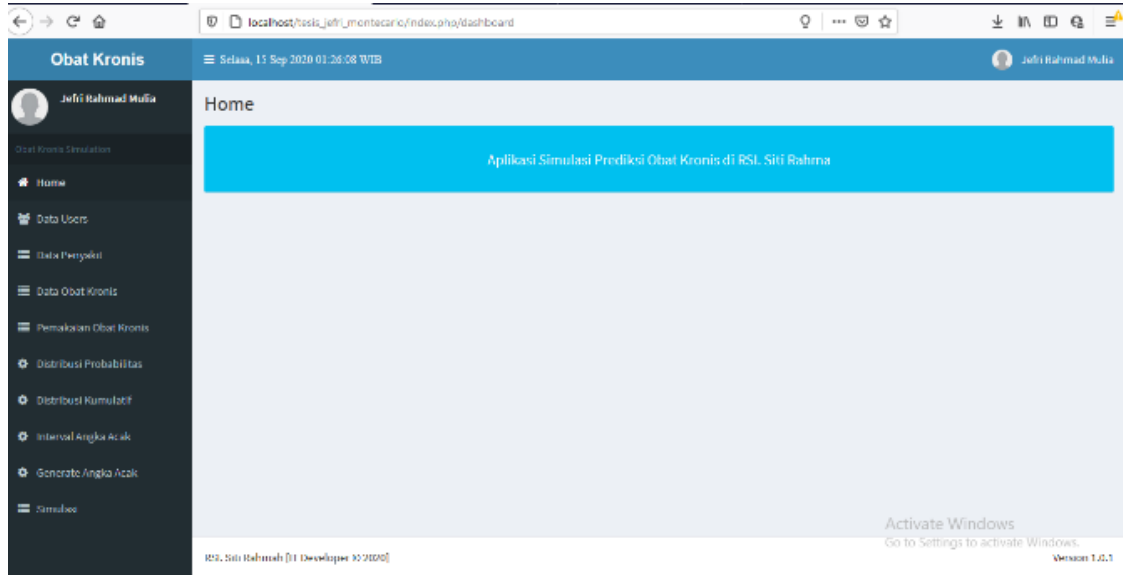 localhost/tesis_jefri_montecarlo/index.php/dashboard
Obat Kronis
Selasa, 15 Sep 2020 01:26:08 WIB
Jefri Rahmad Mulia
Jefri Rahmad Mulia
Obat Kronis Simulation
Home
Data Users
Data Penyakit
Data Obat Kronis
Pemakaian Obat Kronis
Distribusi Probabilitas
Distribusi Kumulatif
Interval Angka Acak
Generate Angka Acak
Simulasi
Home
Aplikasi Simulasi Prediksi Obat Kronis di RSI. Siti Rahma
Activate Windows
Go to Settings to activate Windows.
RSI. Siti Rahmah [IT Developer © 2020]
Version 1.0.1